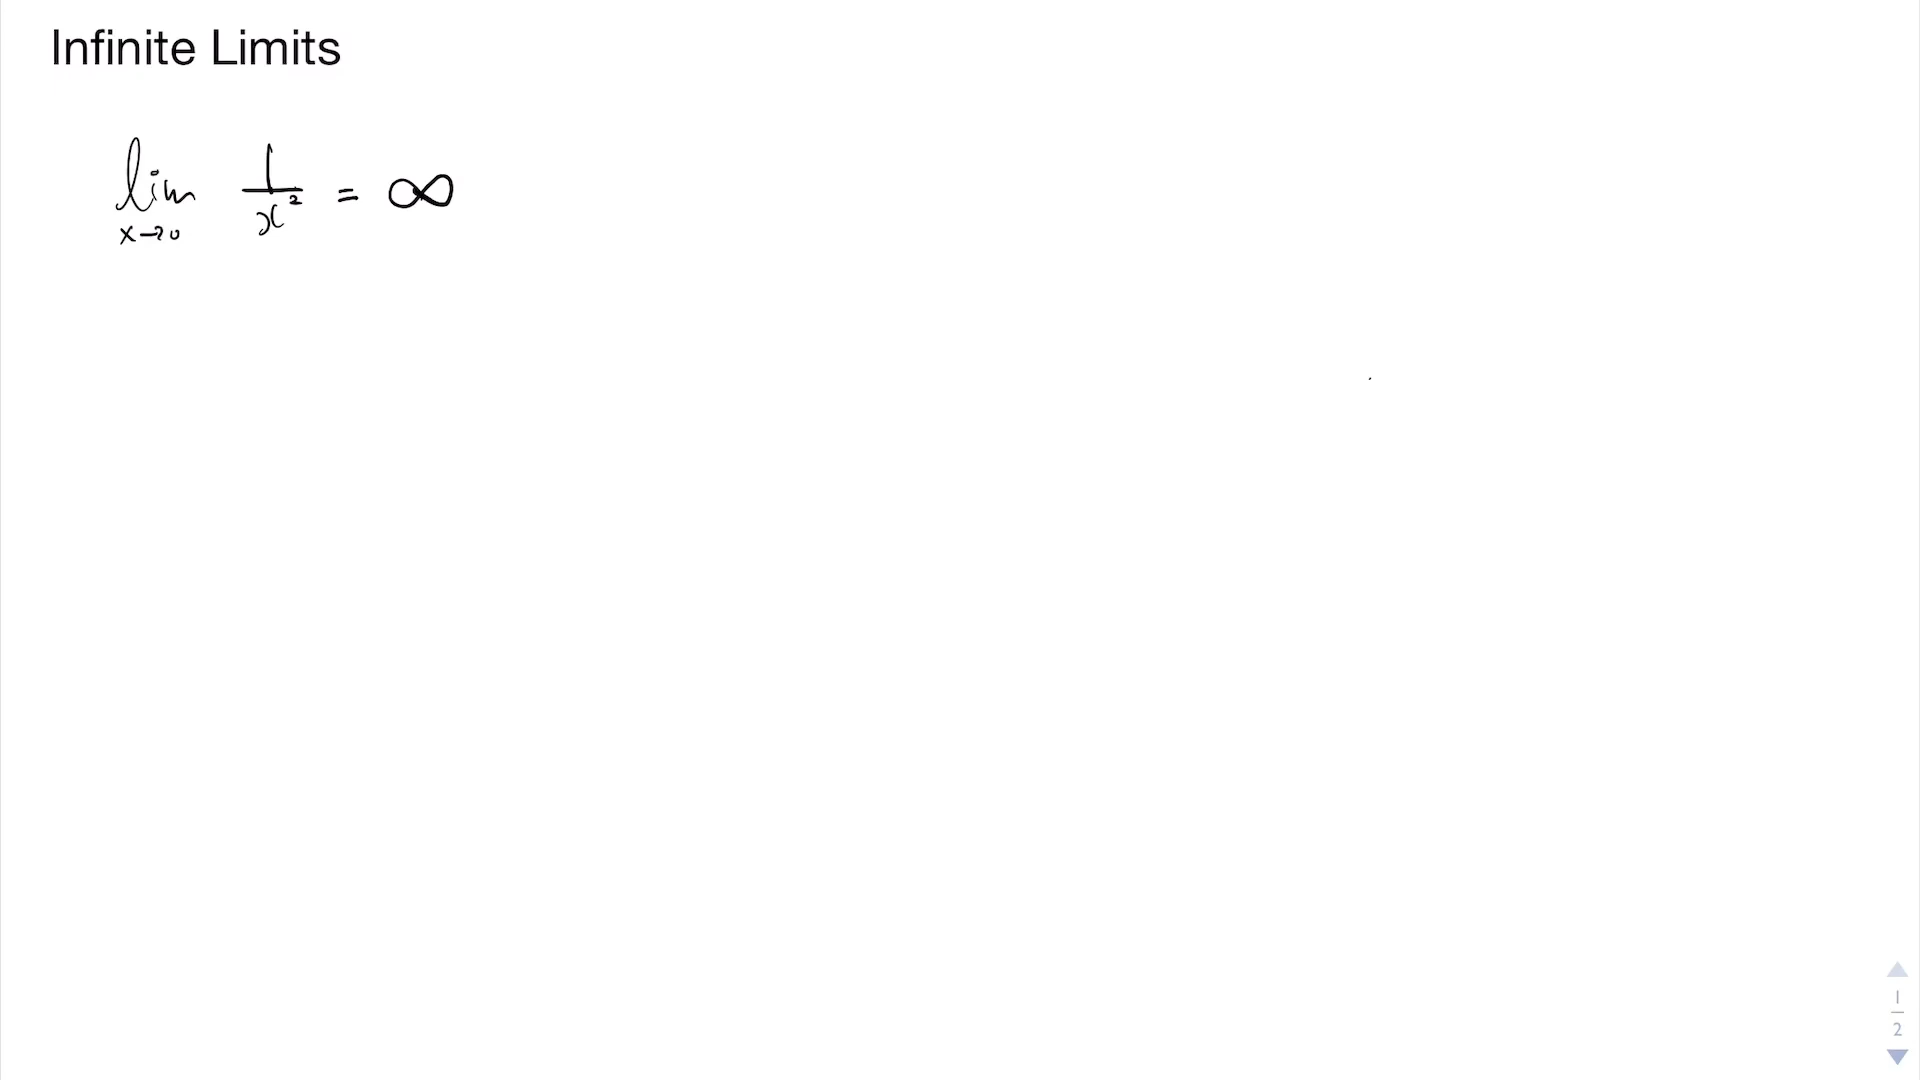 Infinite Limits
lim x→0 1/x² = ∞
1
2